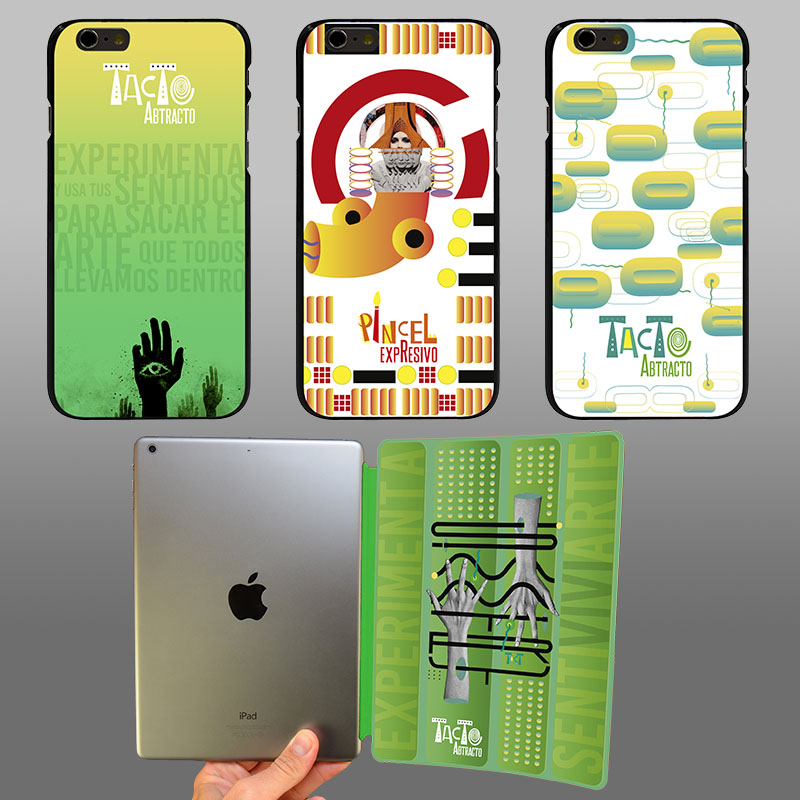 TACTO
ABTRACTO
EXPERIMENTA
Y USA TUS SENTIDOS
PARA SACAR EL
ARTE QUE TODOS
LLEVAMOS DENTRO
PINCEL
EXPRESIVO
TACTO
ABTRACTO
iPad
EXPERIMENTA
TACTO
ABTRACTO